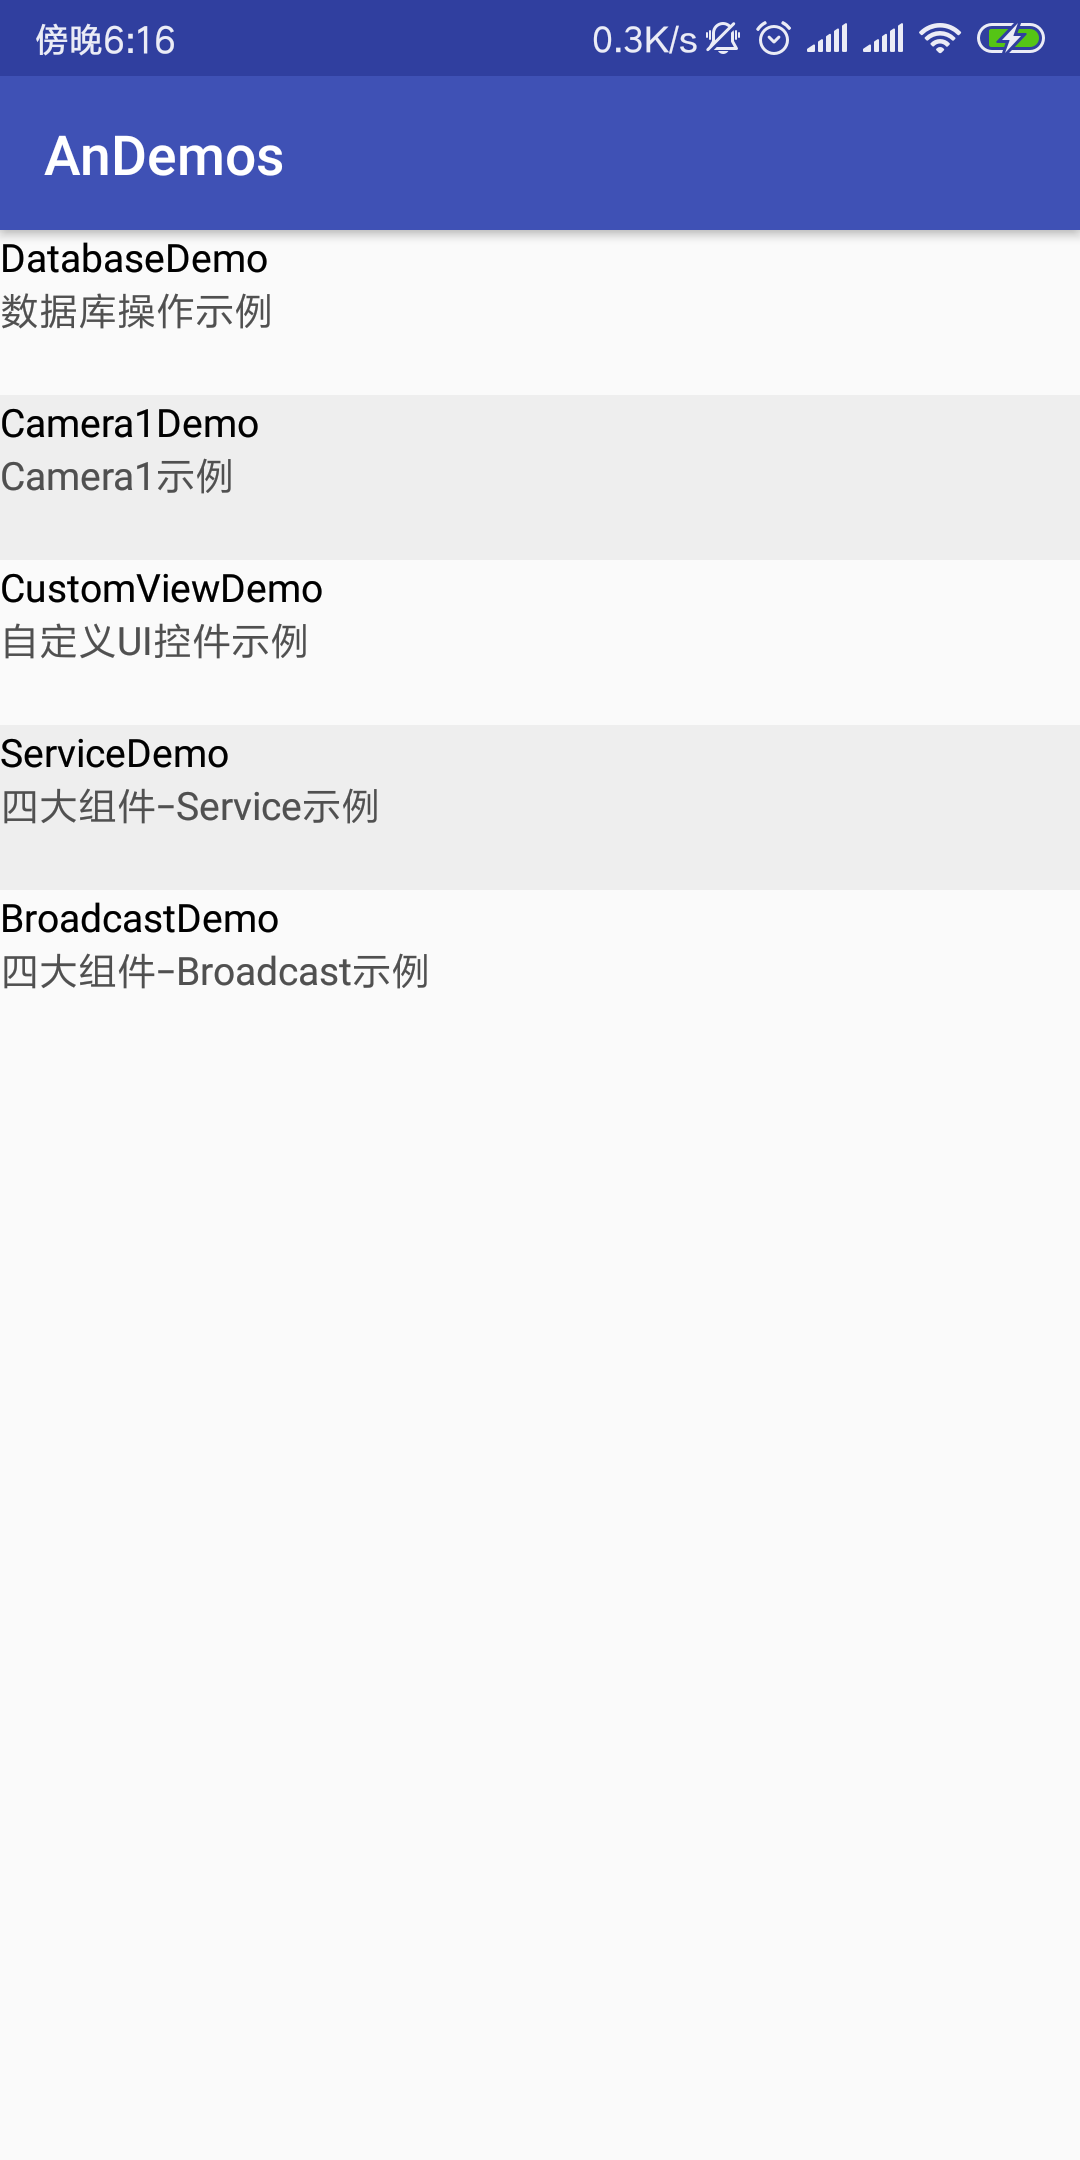 傍晚6:16 0.3K/s
AnDemos
DatabaseDemo
数据库操作示例
Camera1Demo
Camera1示例
CustomViewDemo
自定义UI控件示例
ServiceDemo
四大组件-Service示例
BroadcastDemo
四大组件-Broadcast示例